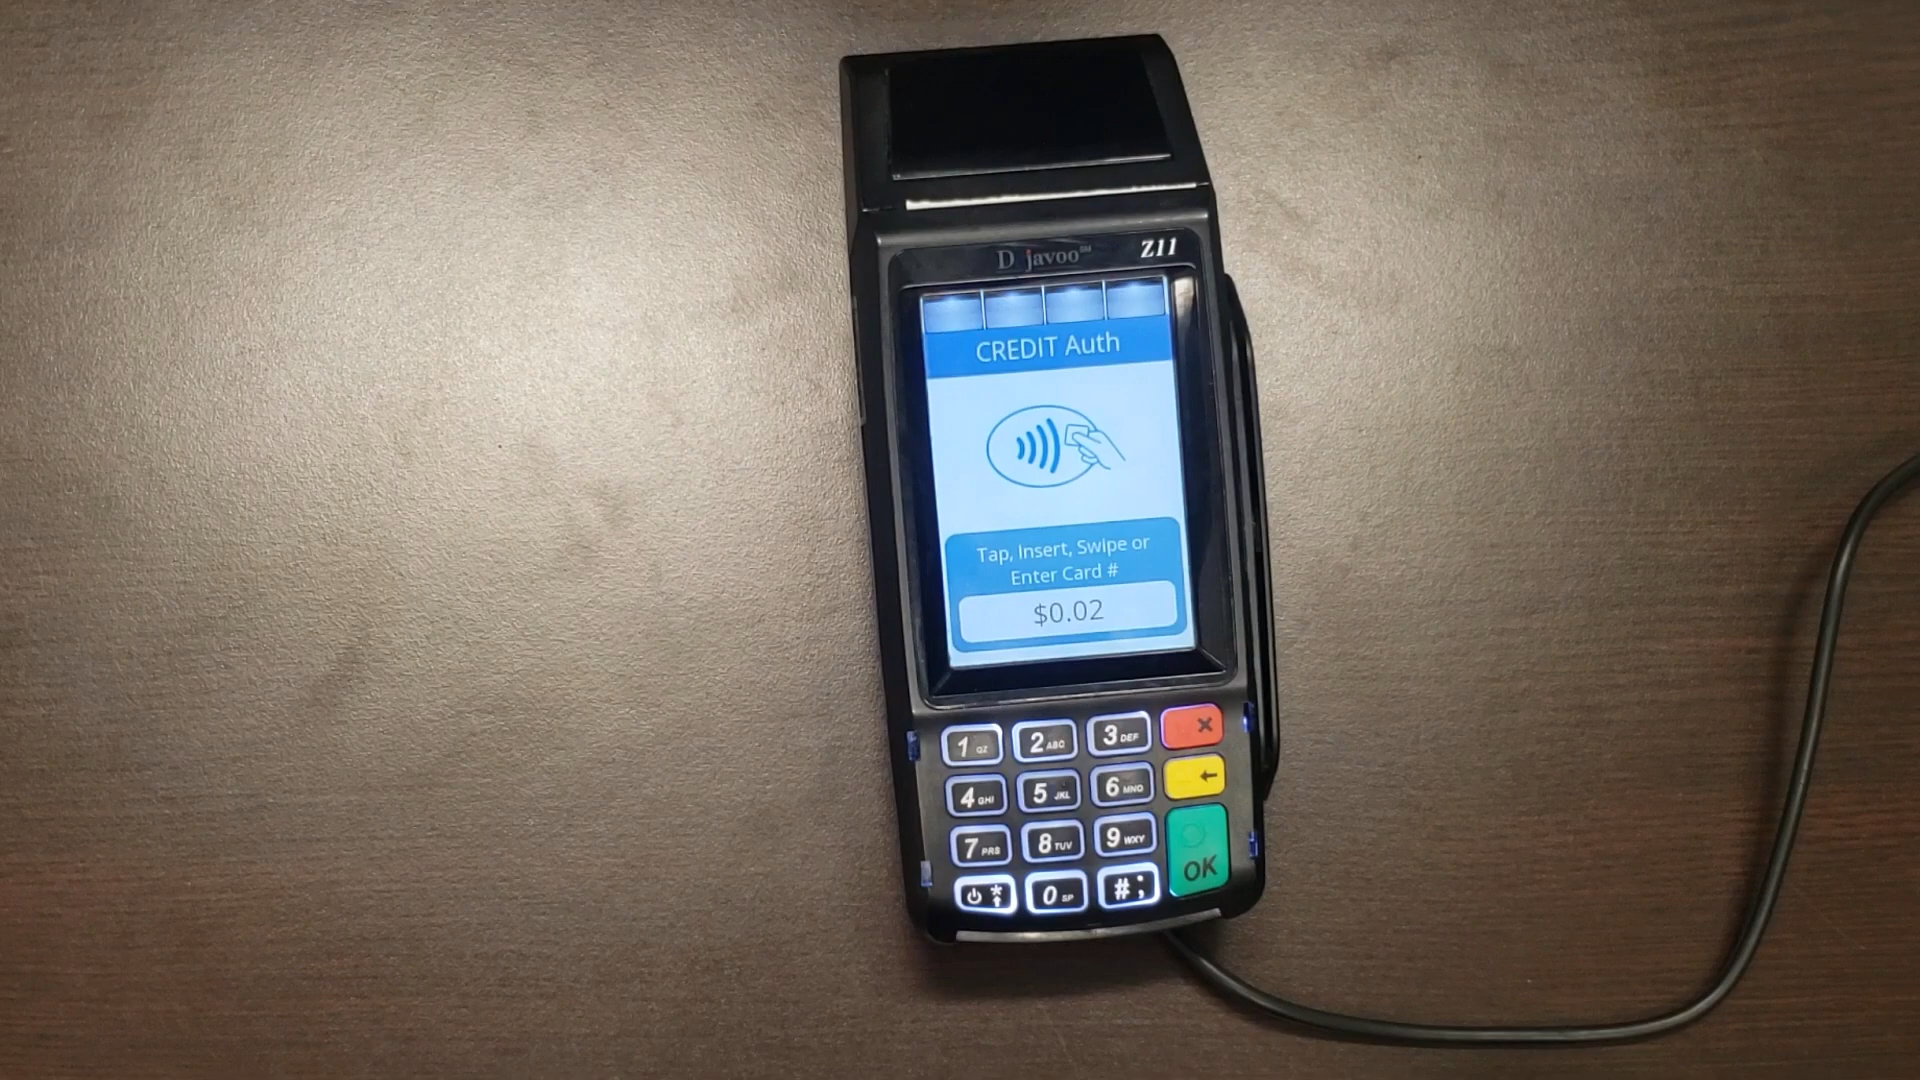 D javoo℠ Z11
CREDIT Auth
Tap, Insert, Swipe or
Enter Card #
$0.02
1 QZ 2 ABC 3 DEF ×
4 GHI 5 JKL 6 MNO ←
7 PRS 8 TUV 9 WXY
* 0 SP # ; OK